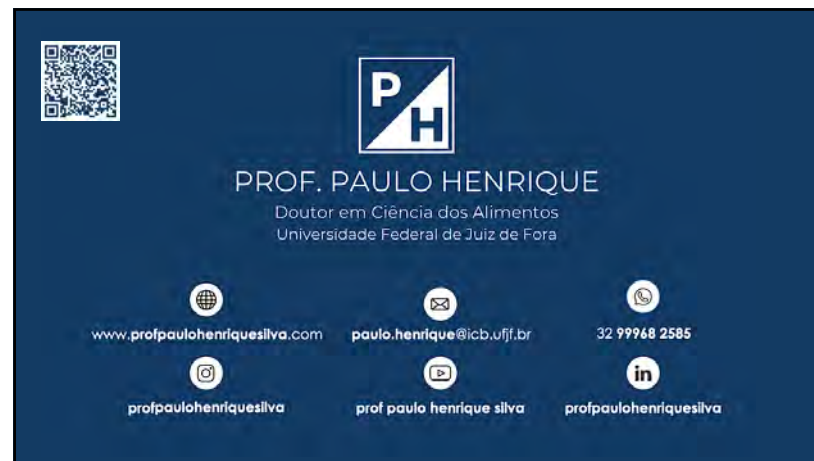 P
H
PROF. PAULO HENRIQUE
Doutor em Ciência dos Alimentos
Universidade Federal de Juiz de Fora
www.profpaulohenriquesilva.com
paulo.henrique@icb.ufjf.br
32 99968 2585
in
profpaulohenriquesilva
prof paulo henrique silva
profpaulohenriquesilva